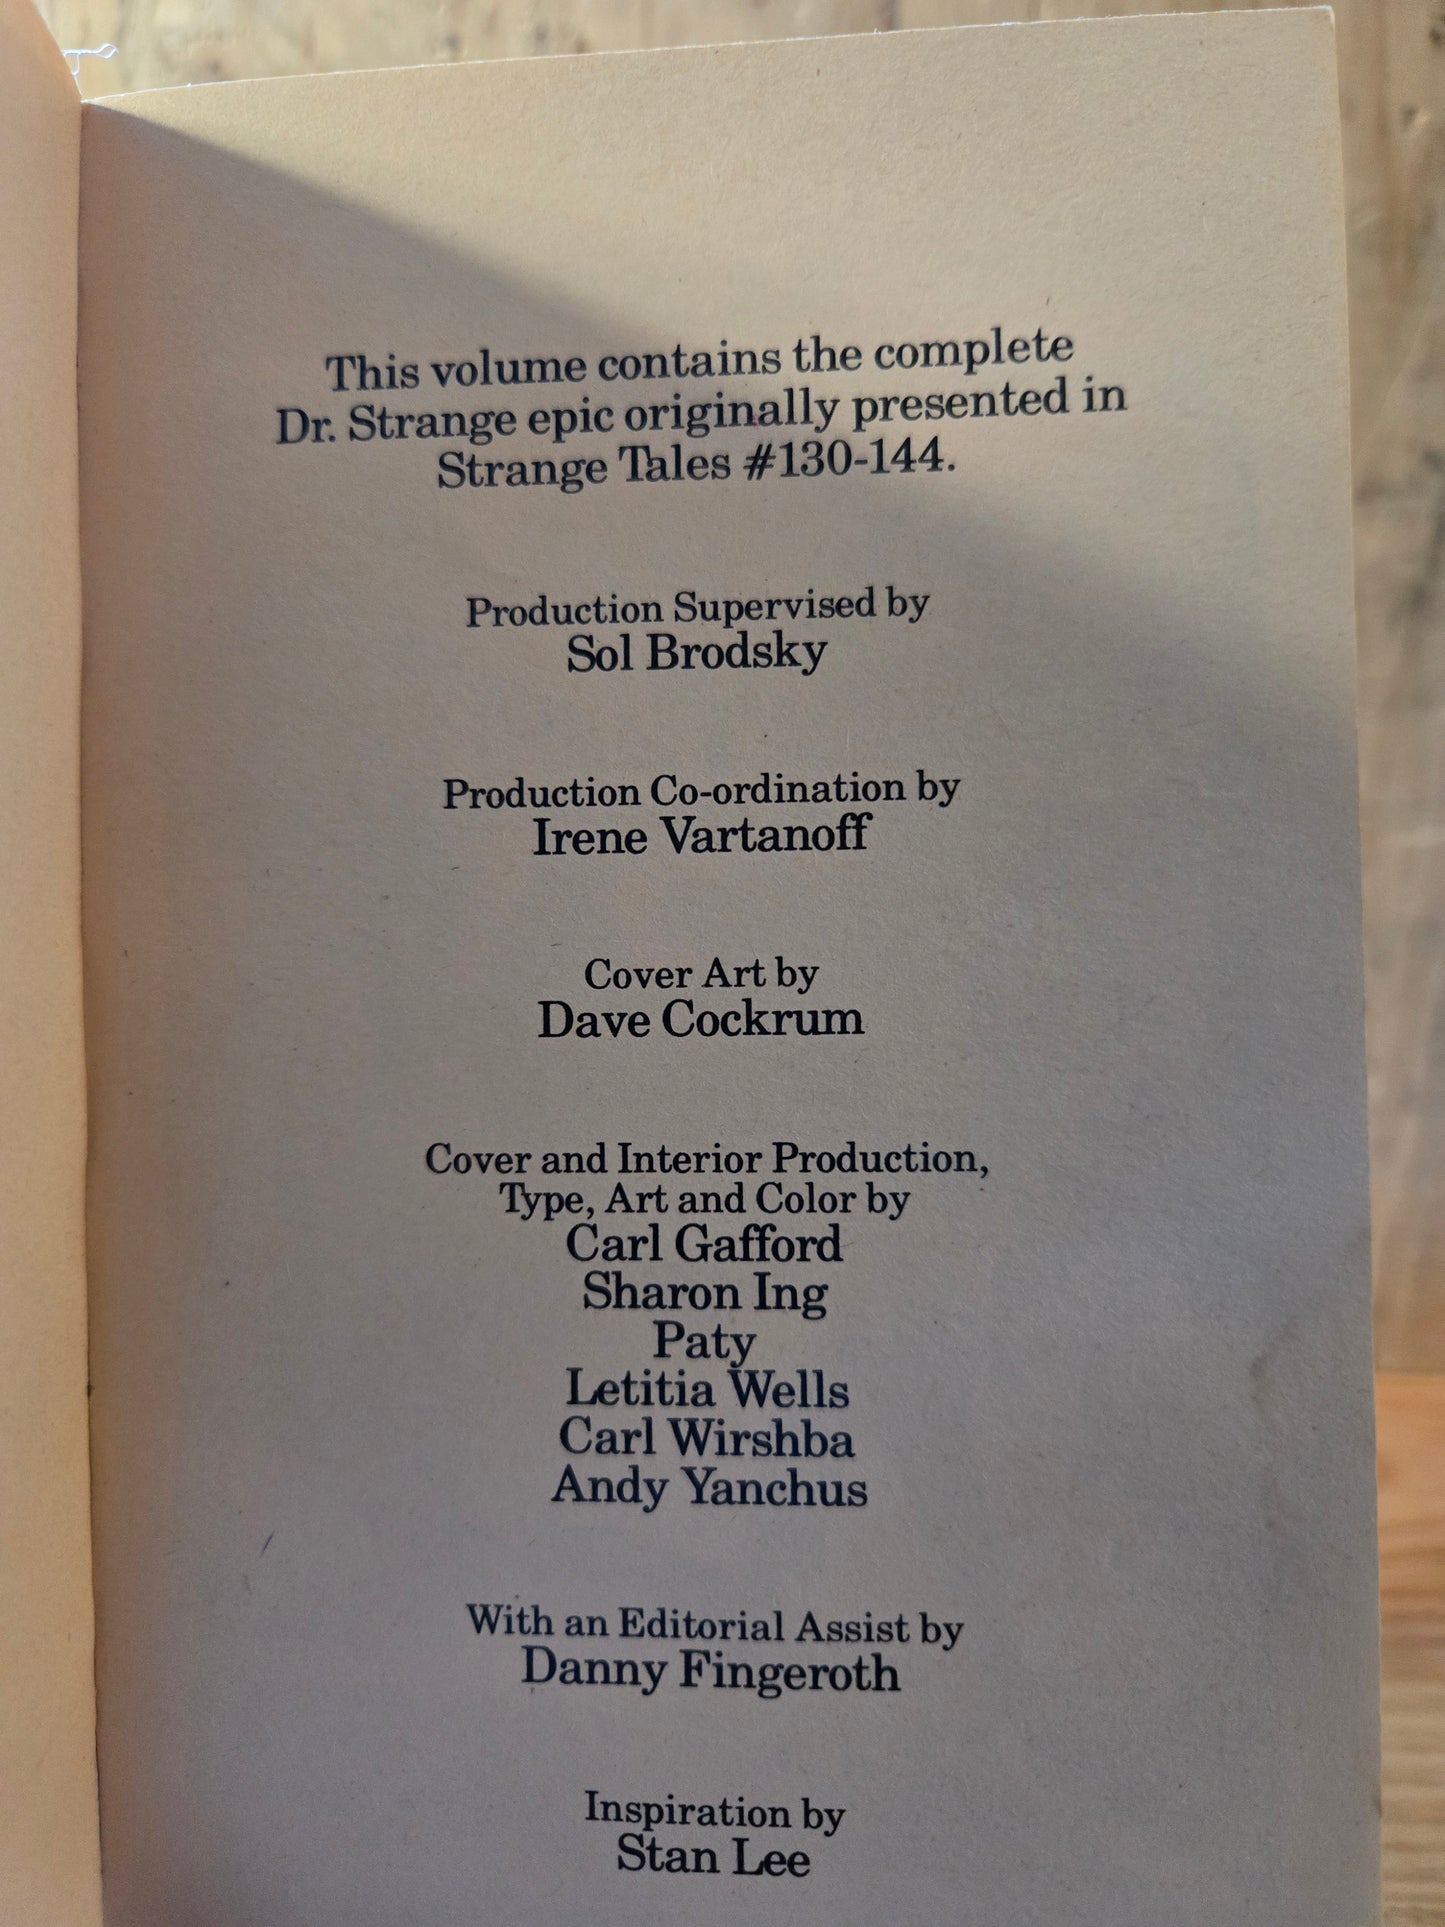 This volume contains the complete
Dr. Strange epic originally presented in
Strange Tales #130-144.
Production Supervised by
Sol Brodsky
Production Co-ordination by
Irene Vartanoff
Cover Art by
Dave Cockrum
Cover and Interior Production,
Type, Art and Color by
Carl Gafford
Sharon Ing
Paty
Letitia Wells
Carl Wirshba
Andy Yanchus
With an Editorial Assist by
Danny Fingeroth
Inspiration by
Stan Lee